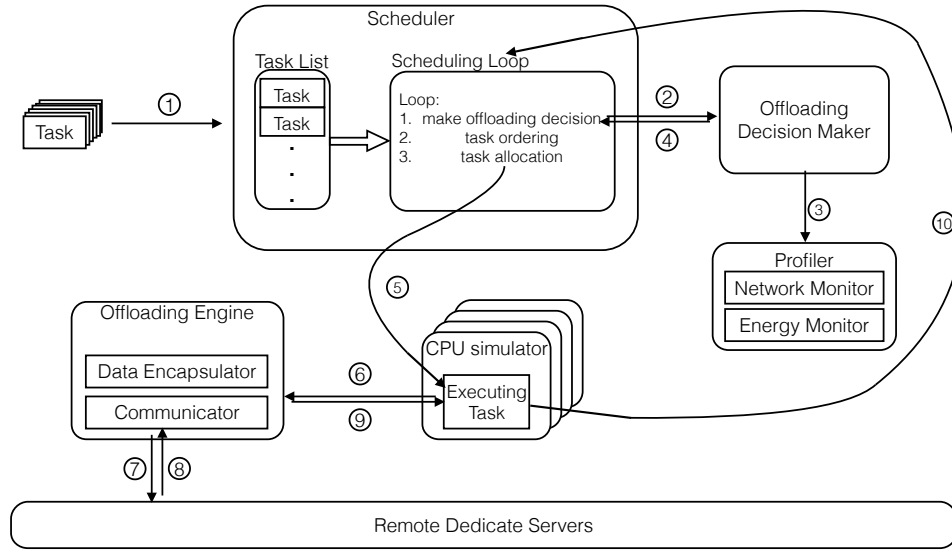 Scheduler
Task List
Scheduling Loop
Task
Task
.
.
.
Loop:
1. make offloading decision
2. task ordering
3. task allocation
Task
①
②
④
Offloading
Decision Maker
③
⑩
Profiler
Network Monitor
Energy Monitor
⑤
Offloading Engine
Data Encapsulator
Communicator
⑥
⑨
CPU simulator
Executing
Task
⑦
⑧
Remote Dedicate Servers